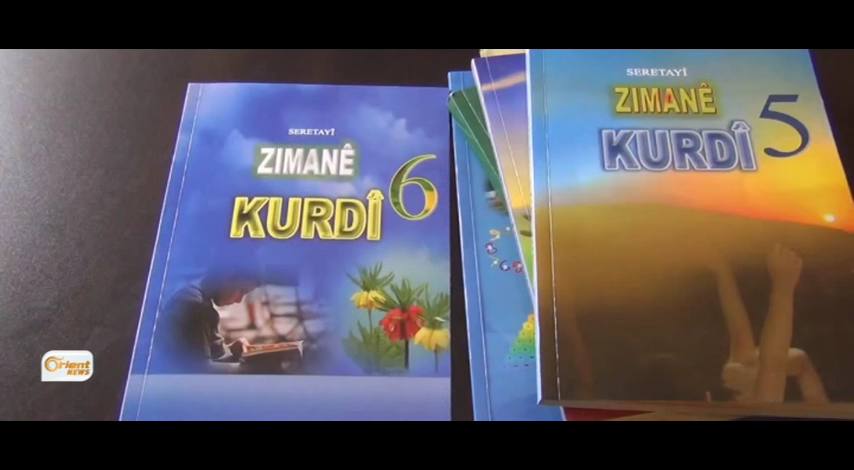 SERETAYÎ
ZIMANÊ
KURDÎ 6
SERETAYÎ
ZIMANÊ
KURDÎ 5
Orient
NEWS